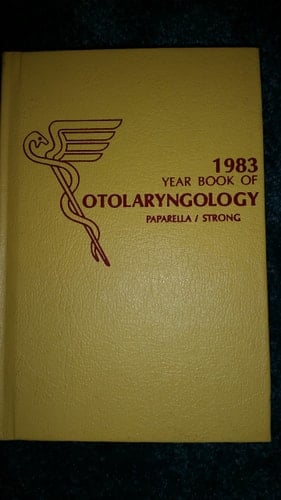 1983
YEAR BOOK OF
OTOLARYNGOLOGY
PAPARELLA / STRONG